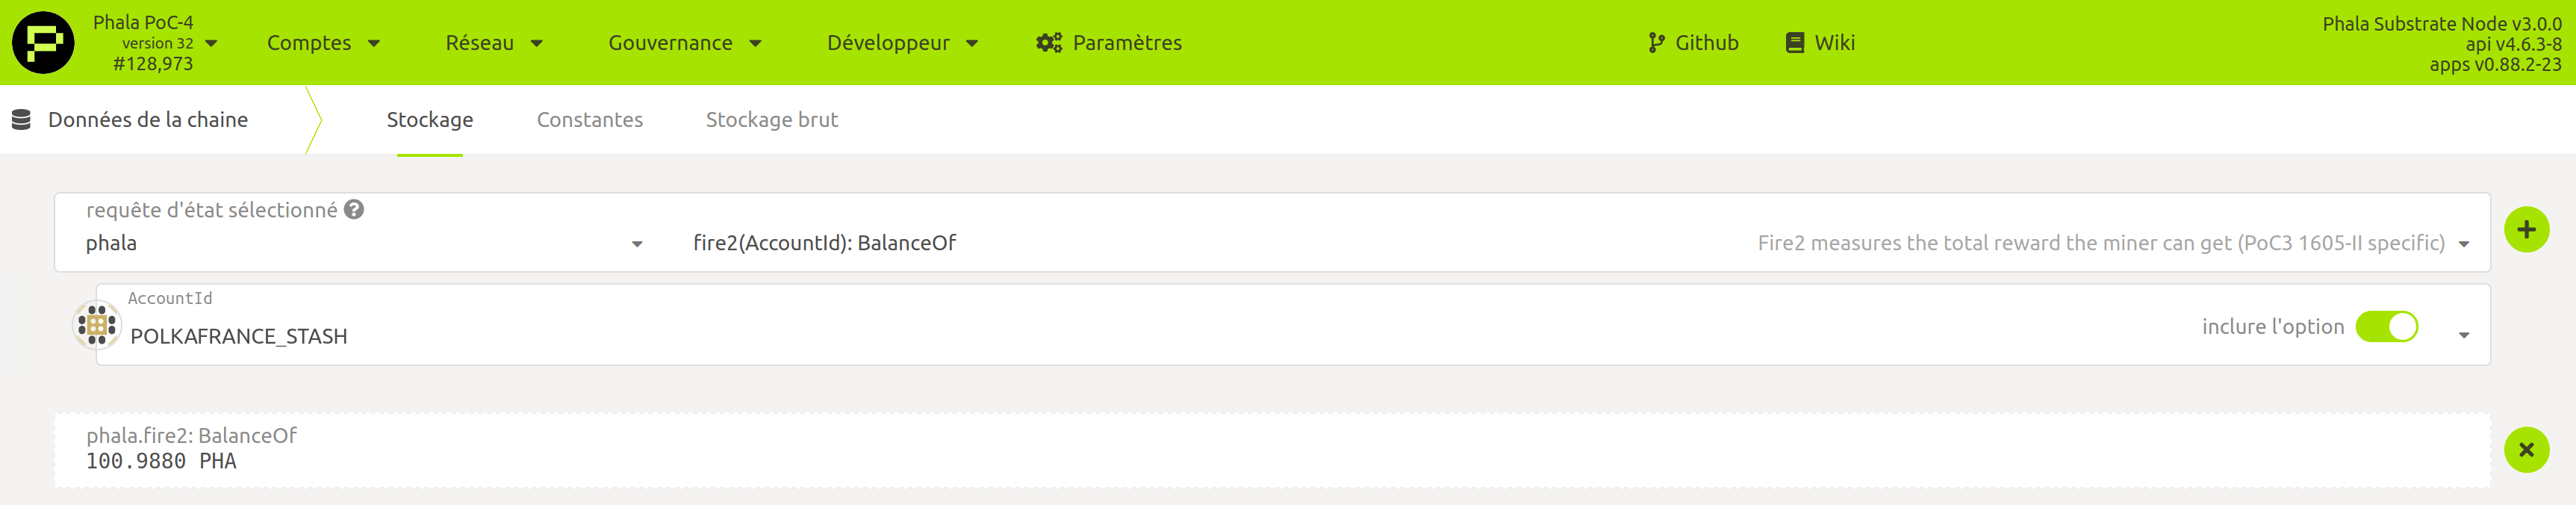 Phala PoC-4
version 32
#128,973
Comptes
Réseau
Gouvernance
Développeur
Paramètres
Github
Wiki
Phala Substrate Node v3.0.0
api v4.6.3-8
apps v0.88.2-23
Données de la chaine
Stockage
Constantes
Stockage brut
requête d'état sélectionné
phala
fire2(AccountId): BalanceOf
Fire2 measures the total reward the miner can get (PoC3 1605-II specific)
AccountId
POLKAFRANCE_STASH
inclure l'option
phala.fire2: BalanceOf
100.9880 PHA